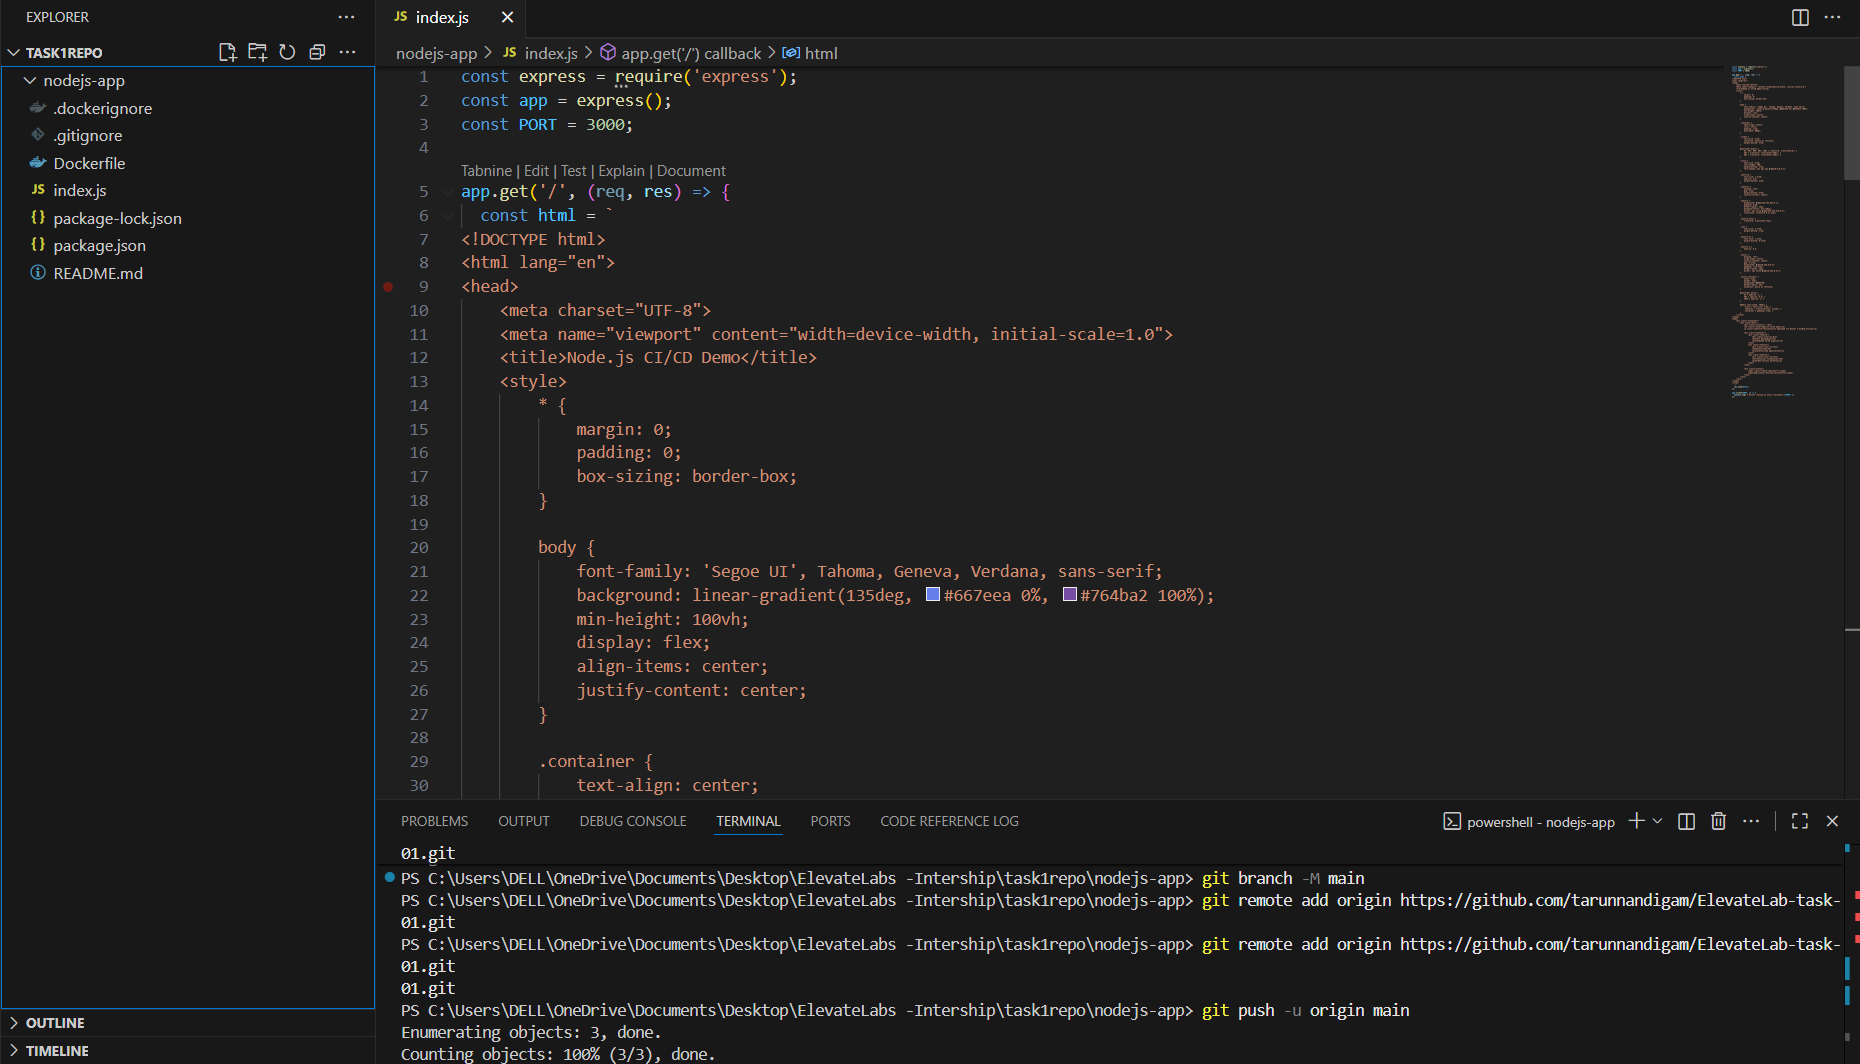 EXPLORER
TASK1REPO
nodejs-app
.dockerignore
.gitignore
Dockerfile
JS index.js
{} package-lock.json
{} package.json
README.md
OUTLINE
TIMELINE
JS index.js
nodejs-app > JS index.js > app.get('/') callback > html
1 const express = require('express');
2 const app = express();
3 const PORT = 3000;
4
Tabnine | Edit | Test | Explain | Document
5 app.get('/', (req, res) => {
6 const html = `
7 <!DOCTYPE html>
8 <html lang="en">
9 <head>
10 <meta charset="UTF-8">
11 <meta name="viewport" content="width=device-width, initial-scale=1.0">
12 <title>Node.js CI/CD Demo</title>
13 <style>
14 * {
15 margin: 0;
16 padding: 0;
17 box-sizing: border-box;
18 }
19
20 body {
21 font-family: 'Segoe UI', Tahoma, Geneva, Verdana, sans-serif;
22 background: linear-gradient(135deg, #667eea 0%, #764ba2 100%);
23 min-height: 100vh;
24 display: flex;
25 align-items: center;
26 justify-content: center;
27 }
28
29 .container {
30 text-align: center;
PROBLEMS OUTPUT DEBUG CONSOLE TERMINAL PORTS CODE REFERENCE LOG powershell - nodejs-app
01.git
PS C:\Users\DELL\OneDrive\Documents\Desktop\ElevateLabs -Intership\task1repo\nodejs-app> git branch -M main
PS C:\Users\DELL\OneDrive\Documents\Desktop\ElevateLabs -Intership\task1repo\nodejs-app> git remote add origin https://github.com/tarunnandigam/ElevateLab-task-
01.git
PS C:\Users\DELL\OneDrive\Documents\Desktop\ElevateLabs -Intership\task1repo\nodejs-app> git remote add origin https://github.com/tarunnandigam/ElevateLab-task-
01.git
01.git
PS C:\Users\DELL\OneDrive\Documents\Desktop\ElevateLabs -Intership\task1repo\nodejs-app> git push -u origin main
Enumerating objects: 3, done.
Counting objects: 100% (3/3), done.